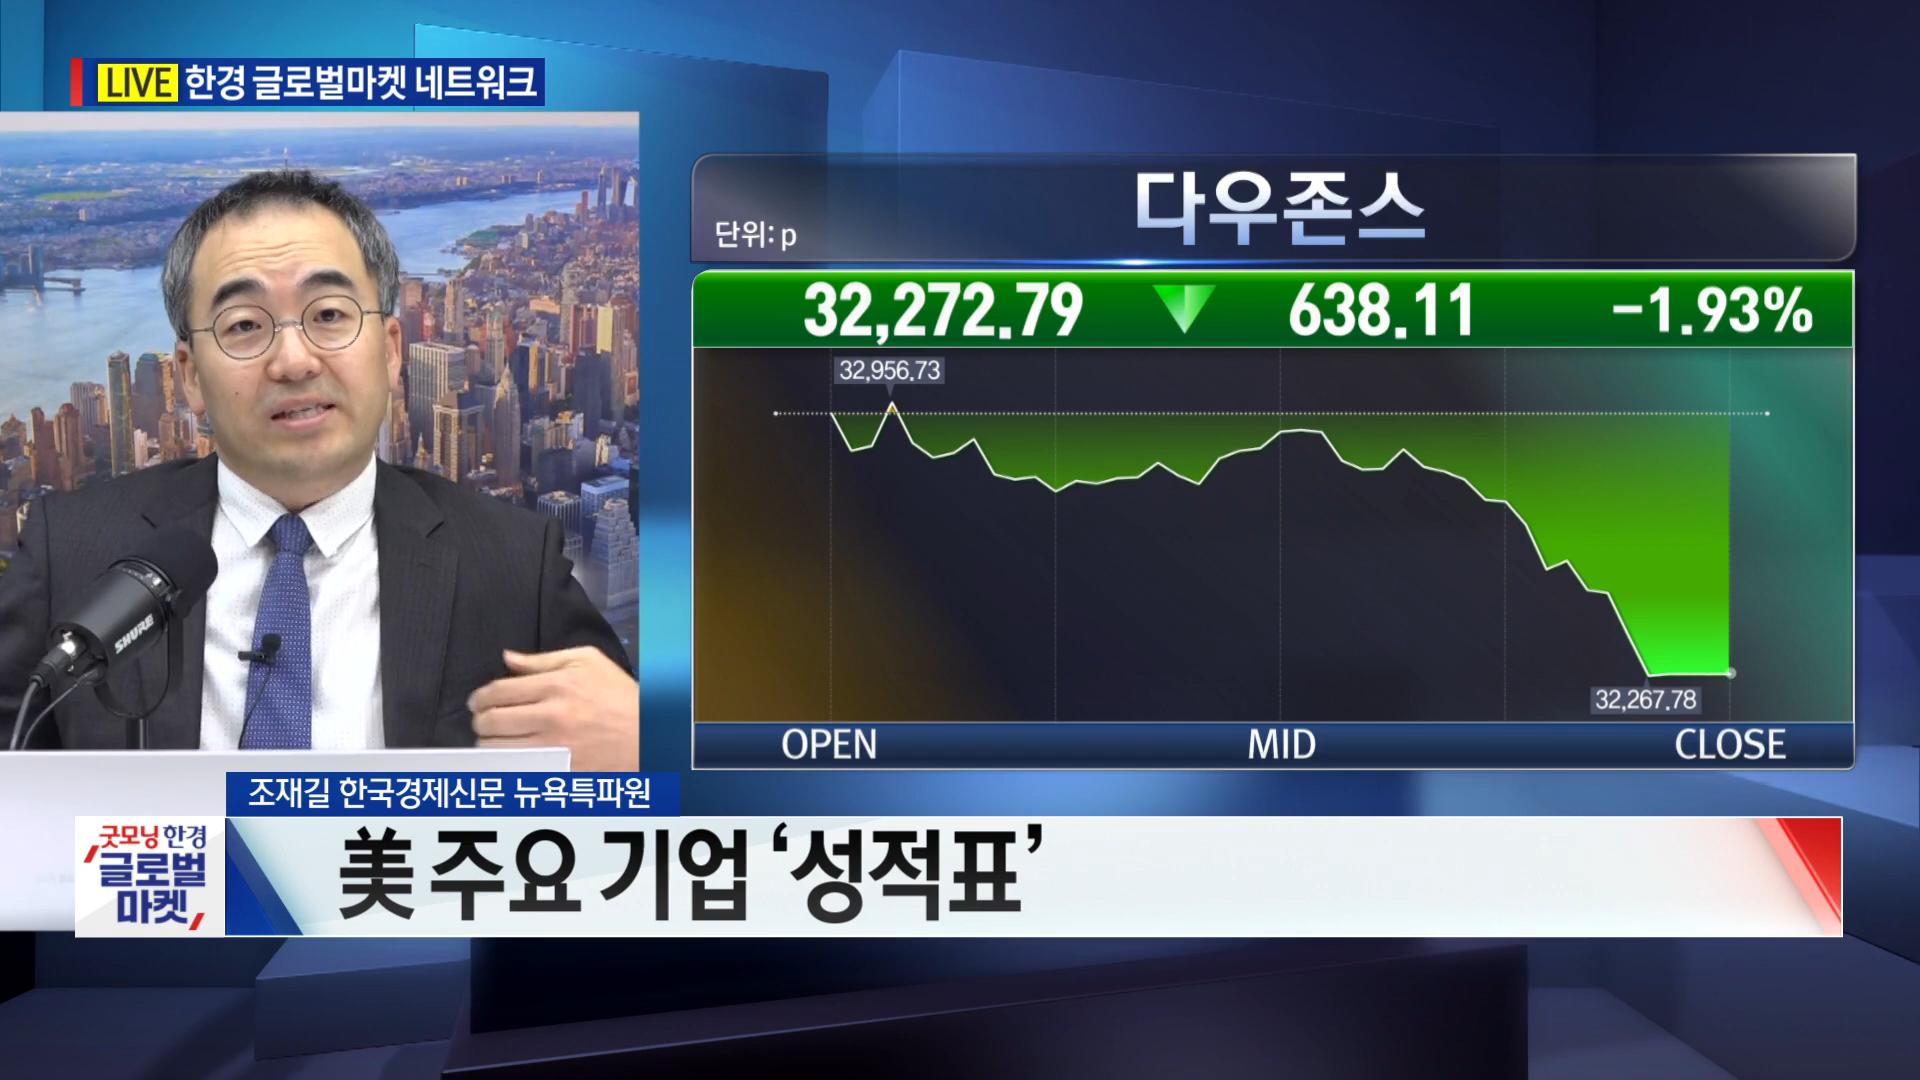 LIVE 한경 글로벌마켓 네트워크
다우존스
단위: p
32,272.79 638.11 -1.93%
32,956.73
32,267.78
OPEN MID CLOSE
SHURE
조재길 한국경제신문 뉴욕특파원
굿모닝 한경
글로벌
마켓
美 주요 기업 ‘성적표’